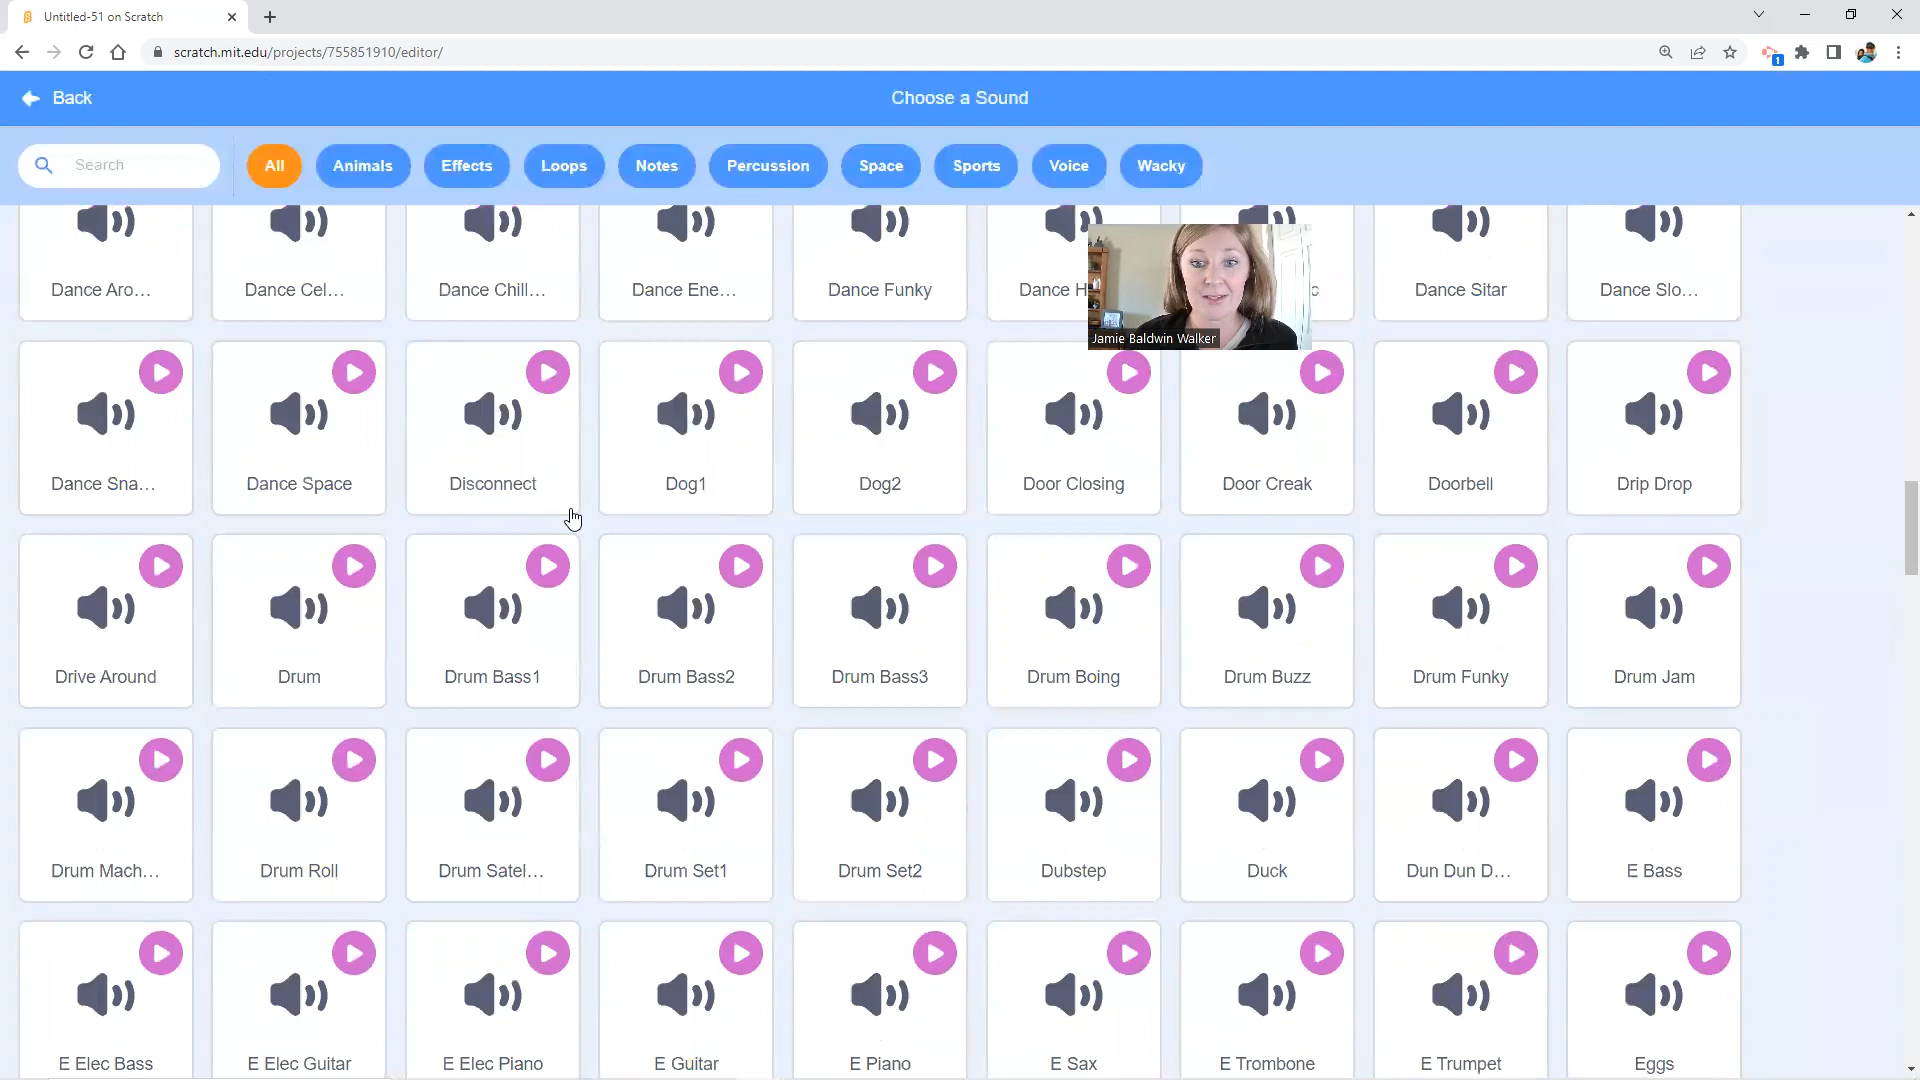 Untitled-51 on Scratch
scratch.mit.edu/projects/755851910/editor/
1
Back
Choose a Sound
Search
All
Animals
Effects
Loops
Notes
Percussion
Space
Sports
Voice
Wacky
Dance Aro...
Dance Cel...
Dance Chill...
Dance Ene...
Dance Funky
Dance H
c
Dance Sitar
Dance Slo...
Jamie Baldwin Walker
Dance Sna...
Dance Space
Disconnect
Dog1
Dog2
Door Closing
Door Creak
Doorbell
Drip Drop
Drive Around
Drum
Drum Bass1
Drum Bass2
Drum Bass3
Drum Boing
Drum Buzz
Drum Funky
Drum Jam
Drum Mach...
Drum Roll
Drum Satel...
Drum Set1
Drum Set2
Dubstep
Duck
Dun Dun D...
E Bass
E Elec Bass
E Elec Guitar
E Elec Piano
E Guitar
E Piano
E Sax
E Trombone
E Trumpet
Eggs